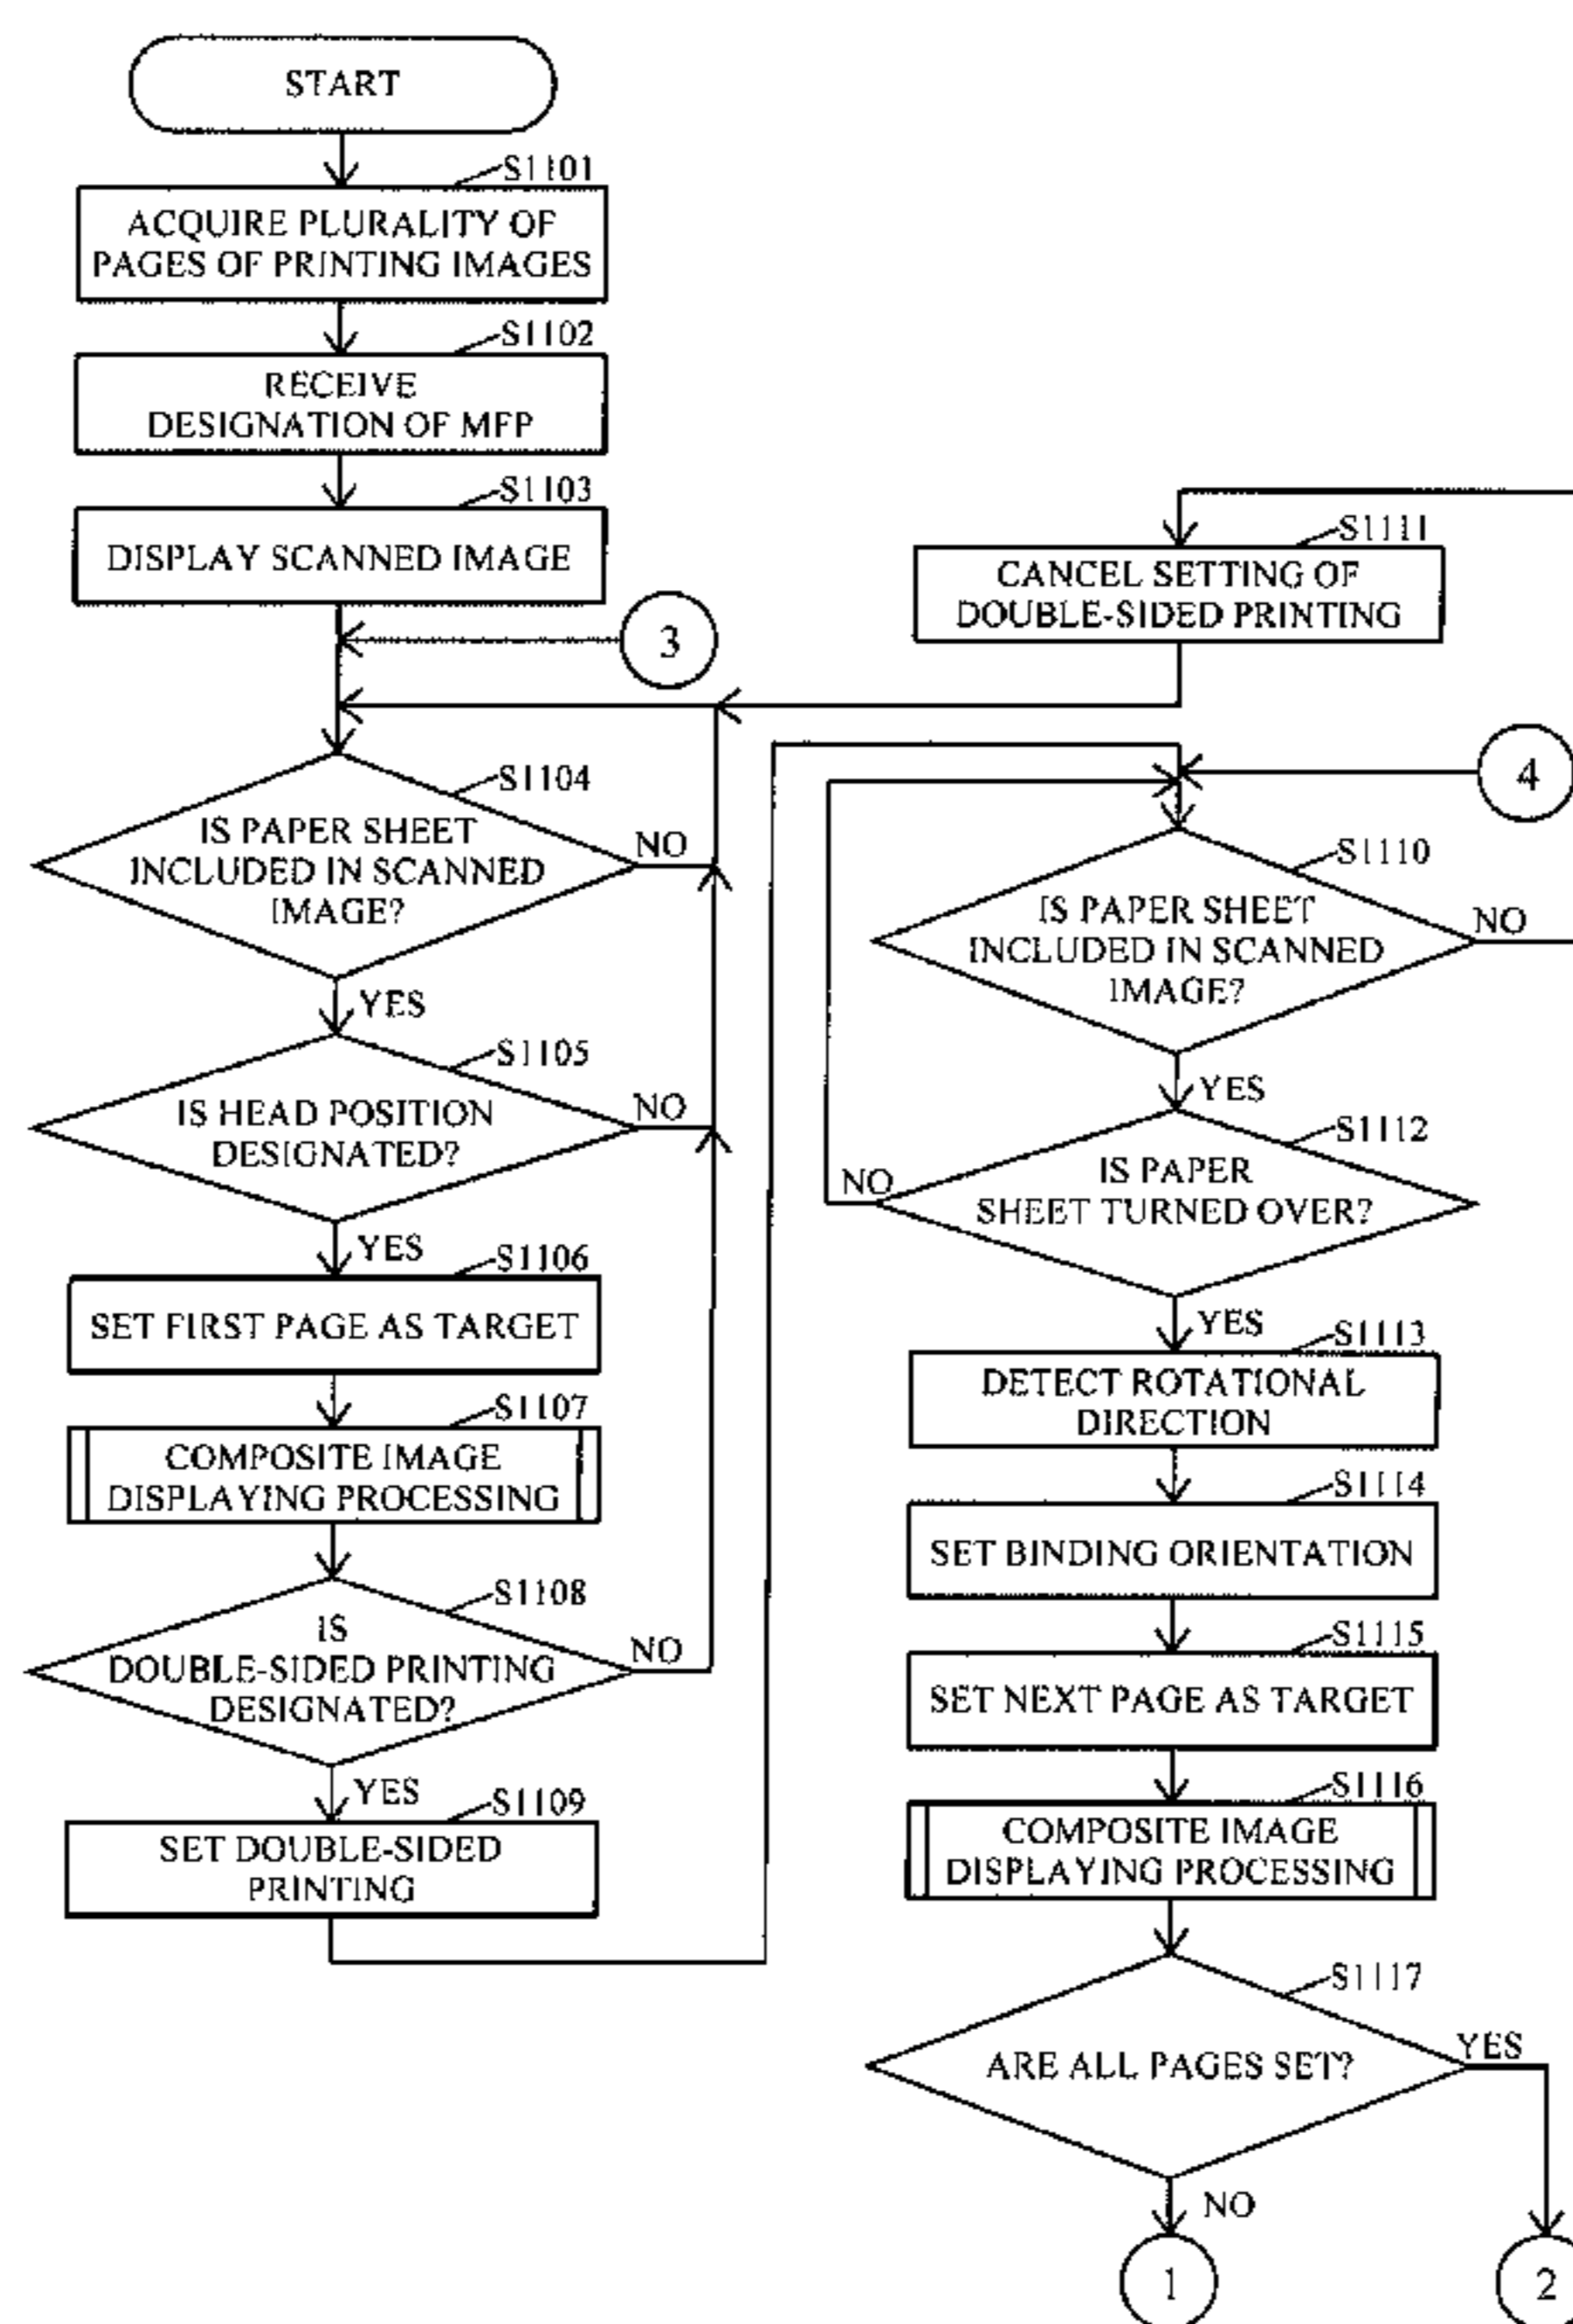 START
S1101
ACQUIRE PLURALITY OF
PAGES OF PRINTING IMAGES
S1102
RECEIVE
DESIGNATION OF MFP
S1103
DISPLAY SCANNED IMAGE
3
S1104
IS PAPER SHEET
INCLUDED IN SCANNED
IMAGE?
NO
YES
S1105
IS HEAD POSITION
DESIGNATED?
NO
YES
S1106
SET FIRST PAGE AS TARGET
S1107
COMPOSITE IMAGE
DISPLAYING PROCESSING
S1108
IS
DOUBLE-SIDED PRINTING
DESIGNATED?
NO
YES
S1109
SET DOUBLE-SIDED
PRINTING
S1111
CANCEL SETTING OF
DOUBLE-SIDED PRINTING
4
S1110
IS PAPER SHEET
INCLUDED IN SCANNED
IMAGE?
NO
YES
S1112
IS PAPER
SHEET TURNED OVER?
NO
YES
S1113
DETECT ROTATIONAL
DIRECTION
S1114
SET BINDING ORIENTATION
S1115
SET NEXT PAGE AS TARGET
S1116
COMPOSITE IMAGE
DISPLAYING PROCESSING
S1117
ARE ALL PAGES SET?
YES
NO
1
2